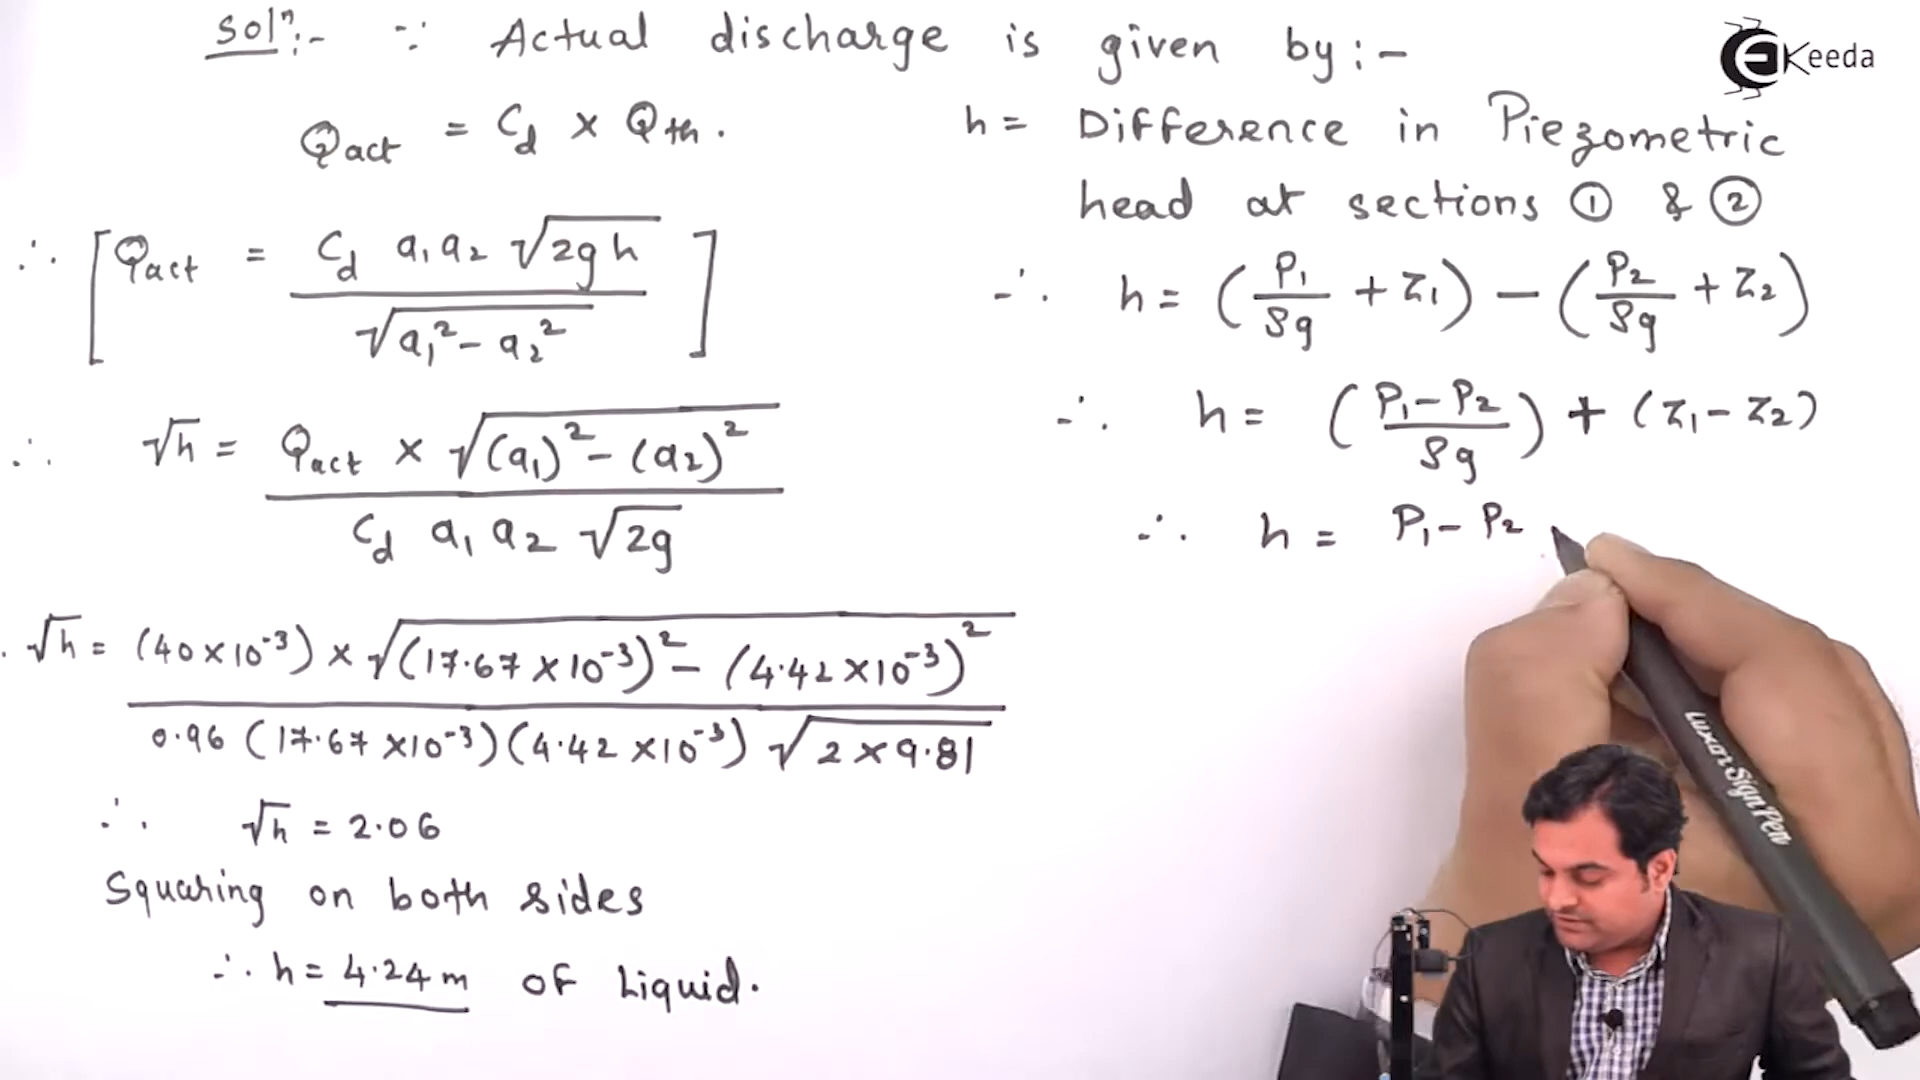 Solⁿ:- ∵ Actual discharge is given by:-
Qact = Cd × Qth.
∴ [Qact = Cd a₁a₂ √2gh / √a₁² - a₂²]
∴ √h = Qact × √(a₁)² - (a₂)² / Cd a₁ a₂ √2g
∴ √h = (40×10⁻³) × √(17.67×10⁻³)² - (4.42×10⁻³)² / 0.96 (17.67×10⁻³)(4.42×10⁻³) √2×9.81
∴ √h = 2.06
Squaring on both sides
∴ h = 4.24 m of Liquid.
h = Difference in Piezometric
head at sections ① & ②
∴ h = (P₁/ρg + Z₁) - (P₂/ρg + Z₂)
∴ h = (P₁-P₂/ρg) + (Z₁-Z₂)
∴ h = P₁-P₂
EKeeda
Luxor Sign Pen